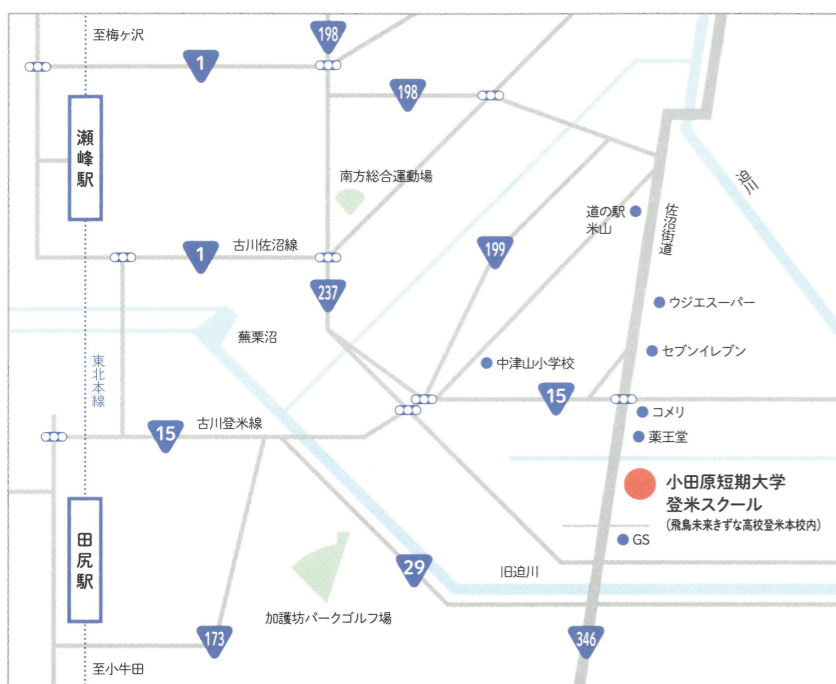 至梅ヶ沢
198
1
198
瀬峰駅
南方総合運動場
迫川
道の駅
米山
佐沼街道
古川佐沼線
1
199
237
ウジエスーパー
蕪栗沼
セブンイレブン
中津山小学校
東北本線
15
コメリ
古川登米線
15
薬王堂
小田原短期大学
登米スクール
(飛鳥未来きずな高校登米本校内)
田尻駅
GS
29
旧迫川
加護坊パークゴルフ場
173
346
至小牛田